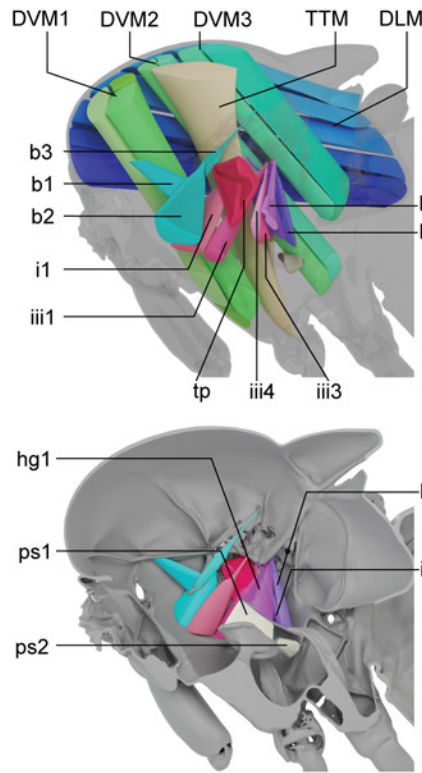 DVM1 DVM2 DVM3 TTM DLM
b3
b1
b2
i1
iii1
tp iii4 iii3
hg1
ps1
ps2